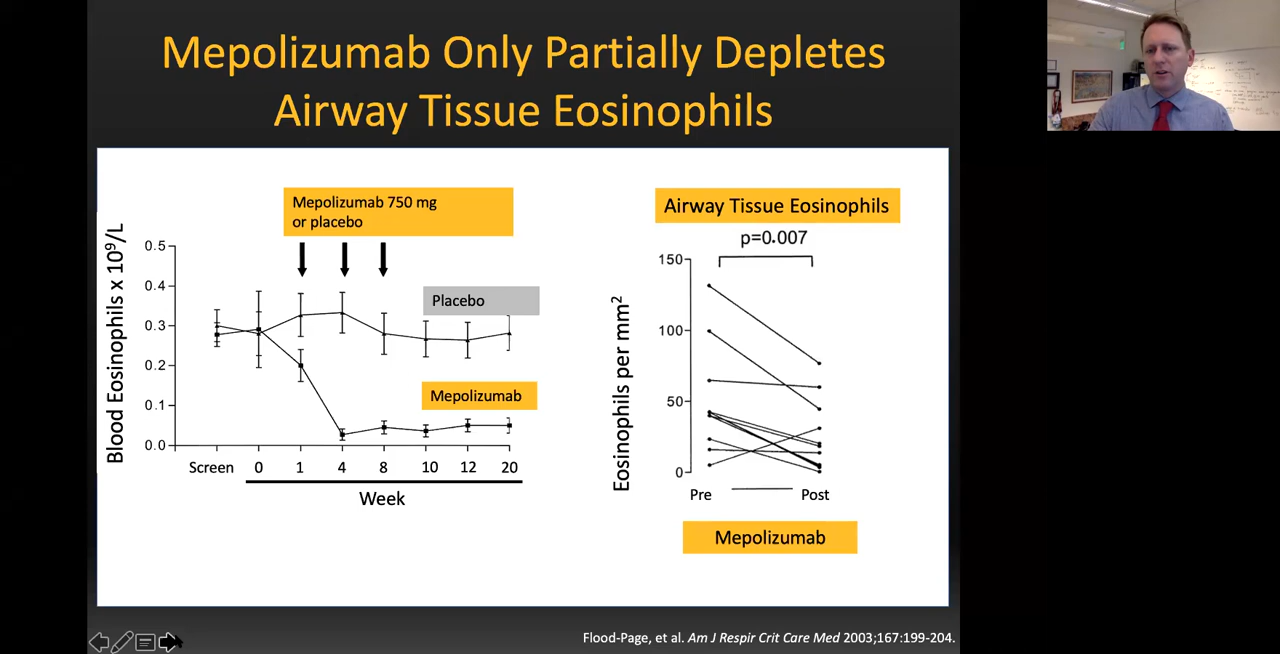 Mepolizumab Only Partially Depletes
Airway Tissue Eosinophils
Mepolizumab 750 mg
or placebo
Blood Eosinophils x 10⁹/L
0.5
0.4
0.3
0.2
0.1
0.0
Placebo
Mepolizumab
Screen 0 1 4 8 10 12 20
Week
Airway Tissue Eosinophils
p=0.007
Eosinophils per mm²
150
100
50
0
Pre Post
Mepolizumab
Flood-Page, et al. Am J Respir Crit Care Med 2003;167:199-204.